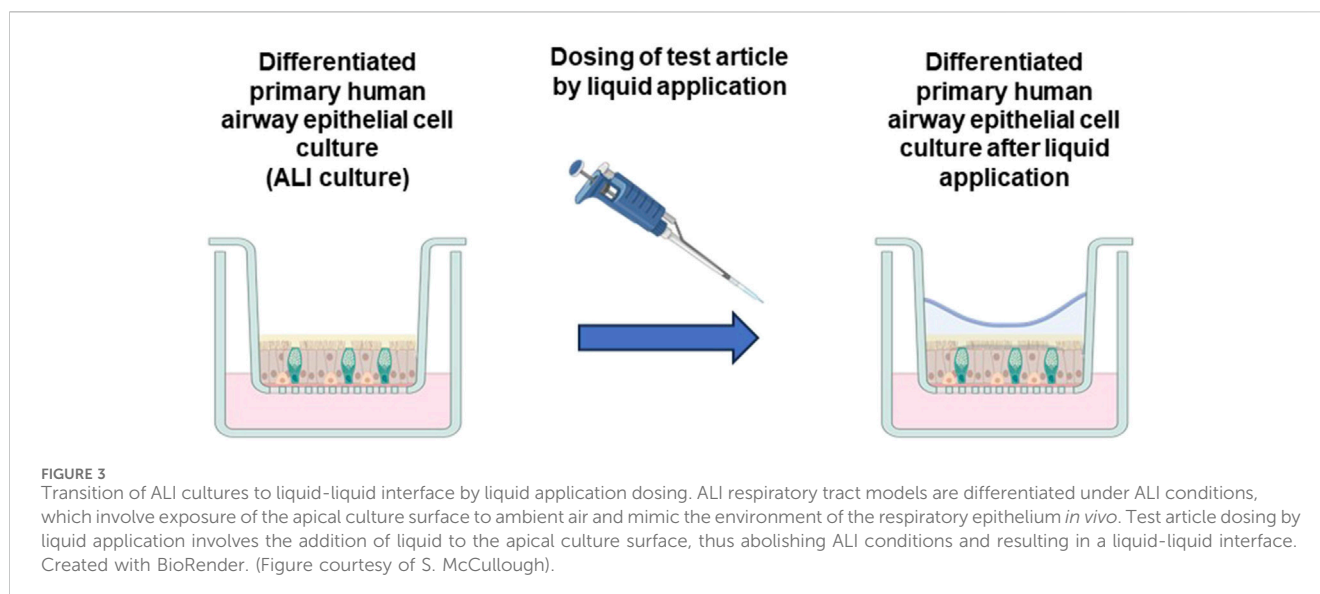 Differentiated
primary human
airway epithelial cell
culture
(ALI culture)
Dosing of test article
by liquid application
Differentiated
primary human
airway epithelial cell
culture after liquid
application
FIGURE 3
Transition of ALI cultures to liquid-liquid interface by liquid application dosing. ALI respiratory tract models are differentiated under ALI conditions,
which involve exposure of the apical culture surface to ambient air and mimic the environment of the respiratory epithelium in vivo. Test article dosing by
liquid application involves the addition of liquid to the apical culture surface, thus abolishing ALI conditions and resulting in a liquid-liquid interface.
Created with BioRender. (Figure courtesy of S. McCullough).